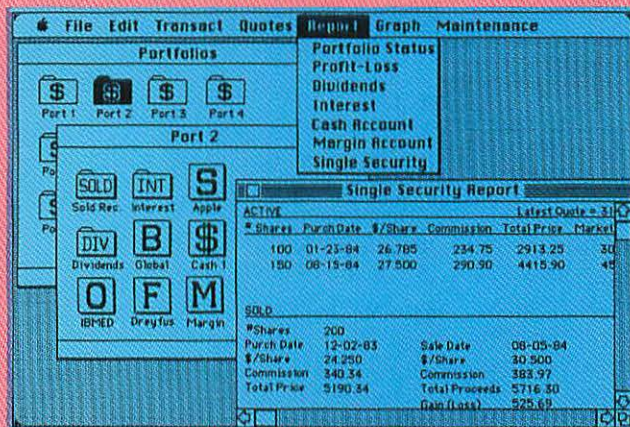 File Edit Transact Quotes Report Graph Maintenance
Portfolios
Portfolio Status
Profit-Loss
Dividends
Interest
Cash Account
Margin Account
Single Security
$ $ $ $
Port 1 Port 2 Port 3 Port 4
Port 2
SOLD INT S
Sold Rec. Interest Apple
DIV B $
Dividends Global Cash 1
O F M
IBMED Dreyfus Margin
Single Security Report
ACTIVE Latest Quote = 31
# Shares Purch Date $/Share Commission Total Price Market
100 01-23-84 26.785 234.75 2913.25 30
150 08-15-84 27.500 290.90 4415.90 45
SOLD
#Shares 200
Purch Date 12-02-83 Sale Date 08-05-84
$/Share 24.250 $/Share 30.500
Commission 340.34 Commission 383.97
Total Price 5190.34 Total Proceeds 5716.30
Gain (Loss) 525.69